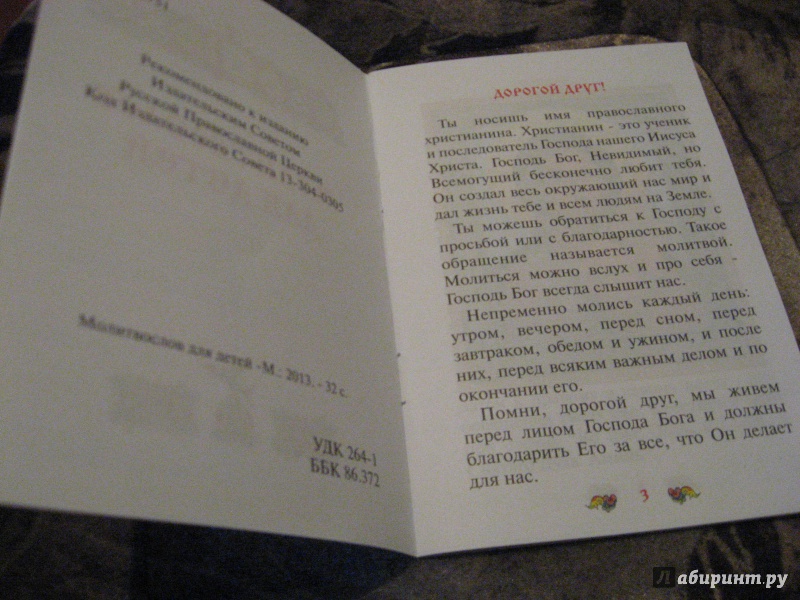 Рекомендовано к изданию
Издательским Советом
Русской Православной Церкви
Код Издательского Совета 13-304-0305
Молитвослов для детей -М.: 2013. - 32 с.
УДК 264-1
ББК 86.372
ДОРОГОЙ ДРУГ!
Ты носишь имя православного
христианина. Христианин - это ученик
и последователь Господа нашего Иисуса
Христа. Господь Бог, Невидимый, но
Всемогущий бесконечно любит тебя.
Он создал весь окружающий нас мир и
дал жизнь тебе и всем людям на Земле.
Ты можешь обратиться к Господу с
просьбой или с благодарностью. Такое
обращение называется молитвой.
Молиться можно вслух и про себя -
Господь Бог всегда слышит нас.
Непременно молись каждый день:
утром, вечером, перед сном, перед
завтраком, обедом и ужином, и после
них, перед всяким важным делом и по
окончании его.
Помни, дорогой друг, мы живем
перед лицом Господа Бога и должны
благодарить Его за все, что Он делает
для нас.
3
Лабиринт.ру